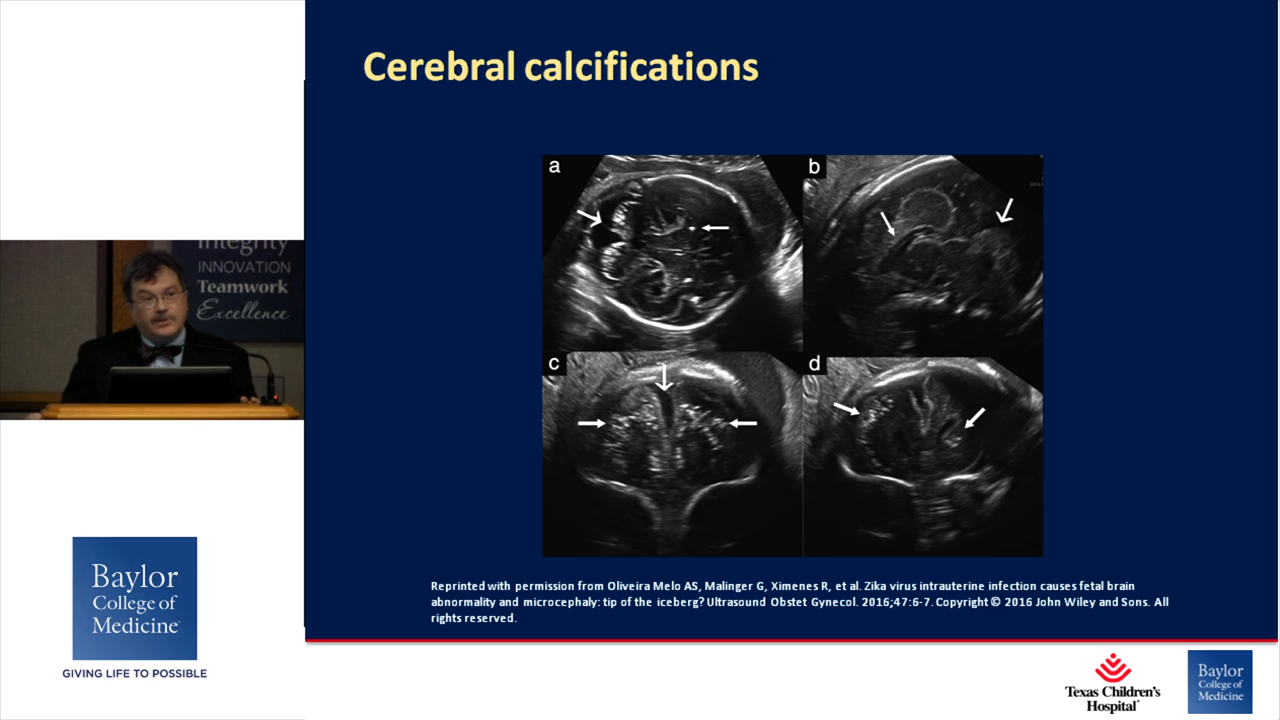 Cerebral calcifications
a
b
c
d
Integrity
INNOVATION
Teamwork
Excellence
Reprinted with permission from Oliveira Melo AS, Malinger G, Ximenes R, et al. Zika virus intrauterine infection causes fetal brain
abnormality and microcephaly: tip of the iceberg? Ultrasound Obstet Gynecol. 2016;47:6-7. Copyright © 2016 John Wiley and Sons. All
rights reserved.
Baylor
College of
Medicine
GIVING LIFE TO POSSIBLE
Texas Children's
Hospital
Baylor
College of
Medicine